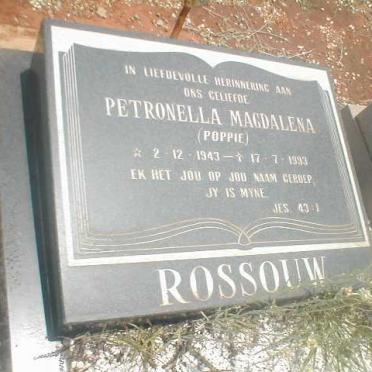 IN LIEFDEVOLLE HERINNERING AAN
ONS GELIEFDE
PETRONELLA MAGDALENA
(POPPIE)
☆ 2-12-1943 – ✝ 17-7-1993
EK HET JOU OP JOU NAAM GEROEP,
JY IS MYNE.
JES. 43:1
ROSSOUW